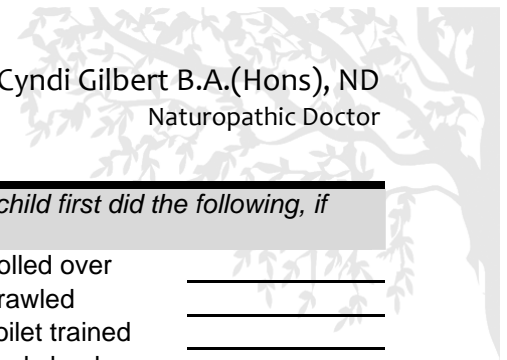 Cyndi Gilbert B.A.(Hons), ND
Naturopathic Doctor
child first did the following, if
olled over
rawled
oilet trained